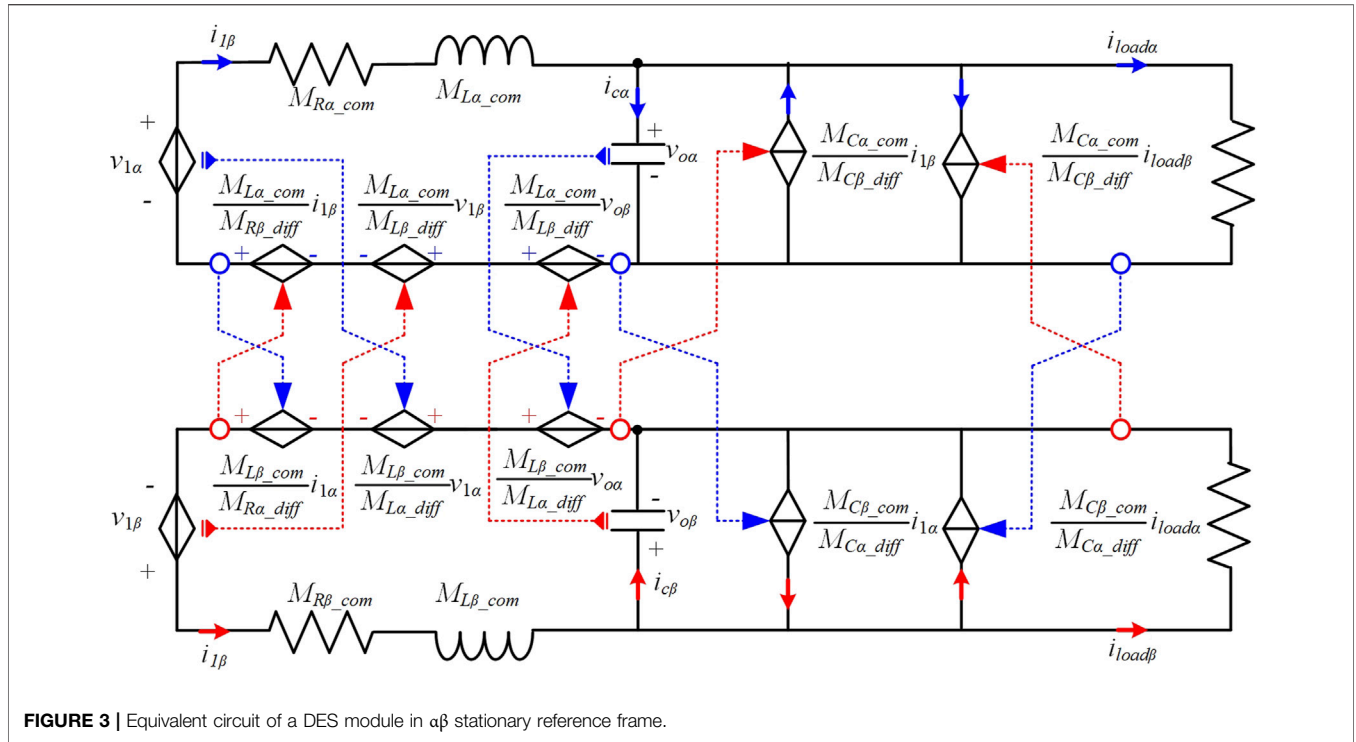 i1β
iloadα
MRα_com
MLα_com
icα
+
v1α
-
+
voα
-
MCα_com
MCβ_diff
i1β
MCα_com
MCβ_diff
iloadβ
MLα_com
MRβ_diff
i1β
MLα_com
MLβ_diff
v1β
MLα_com
MLβ_diff
voβ
+ - - + + -
+ - - + + -
MLβ_com
MRα_diff
i1α
MLβ_com
MLα_diff
v1α
MLβ_com
MLα_diff
voα
-
v1β
+
-
voβ
+
MCβ_com
MCα_diff
i1α
MCβ_com
MCα_diff
iloadα
icβ
MRβ_com
MLβ_com
i1β
iloadβ
FIGURE 3 | Equivalent circuit of a DES module in αβ stationary reference frame.